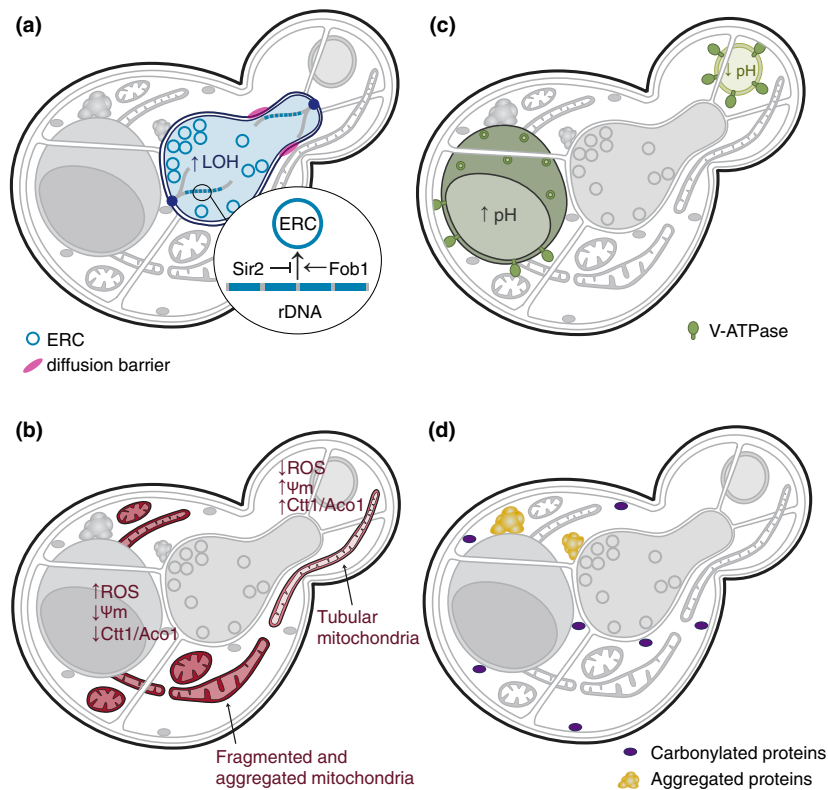 (a)
↑ LOH
ERC
Sir2
Fob1
rDNA
ERC
diffusion barrier
(c)
↓ pH
↑ pH
V-ATPase
(b)
↓ROS
↑Ψm
↑Ctt1/Aco1
↑ROS
↓Ψm
↓Ctt1/Aco1
Tubular
mitochondria
Fragmented and
aggregated mitochondria
(d)
Carbonylated proteins
Aggregated proteins